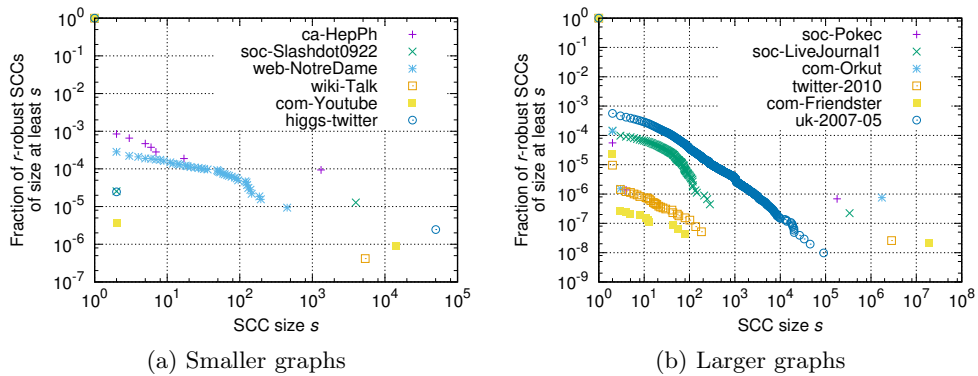 Fraction of r-robust SCCs
of size at least s
10^0
10^-1
10^-2
10^-3
10^-4
10^-5
10^-6
10^-7
ca-HepPh
soc-Slashdot0922
web-NotreDame
wiki-Talk
com-Youtube
higgs-twitter
10^0 10^1 10^2 10^3 10^4 10^5
SCC size s
(a) Smaller graphs
Fraction of r-robust SCCs
of size at least s
10^0
10^-1
10^-2
10^-3
10^-4
10^-5
10^-6
10^-7
10^-8
10^-9
soc-Pokec
soc-LiveJournal1
com-Orkut
twitter-2010
com-Friendster
uk-2007-05
10^0 10^1 10^2 10^3 10^4 10^5 10^6 10^7 10^8
SCC size s
(b) Larger graphs